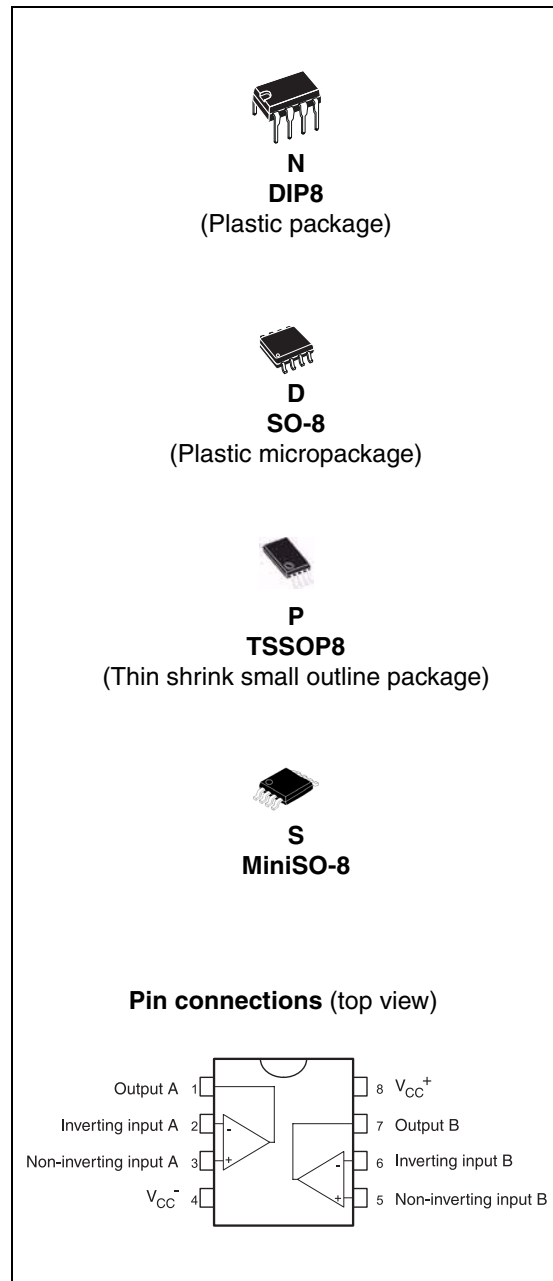 N
DIP8
(Plastic package)
D
SO-8
(Plastic micropackage)
P
TSSOP8
(Thin shrink small outline package)
S
MiniSO-8
Pin connections (top view)
Output A 1
Inverting input A 2
Non-inverting input A 3
VCC- 4
8 VCC+
7 Output B
6 Inverting input B
5 Non-inverting input B
-
+
-
+